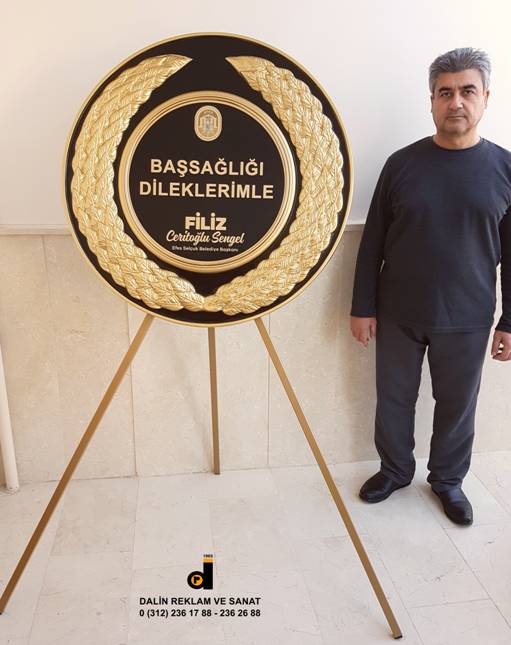 BAŞSAĞLIĞI
DİLEKLERİMLE
FİLİZ
Ceritoğlu Sengel
Efes Selçuk Belediye Başkanı
1983
d
DALİN REKLAM VE SANAT
0 (312) 236 17 88 - 236 26 88